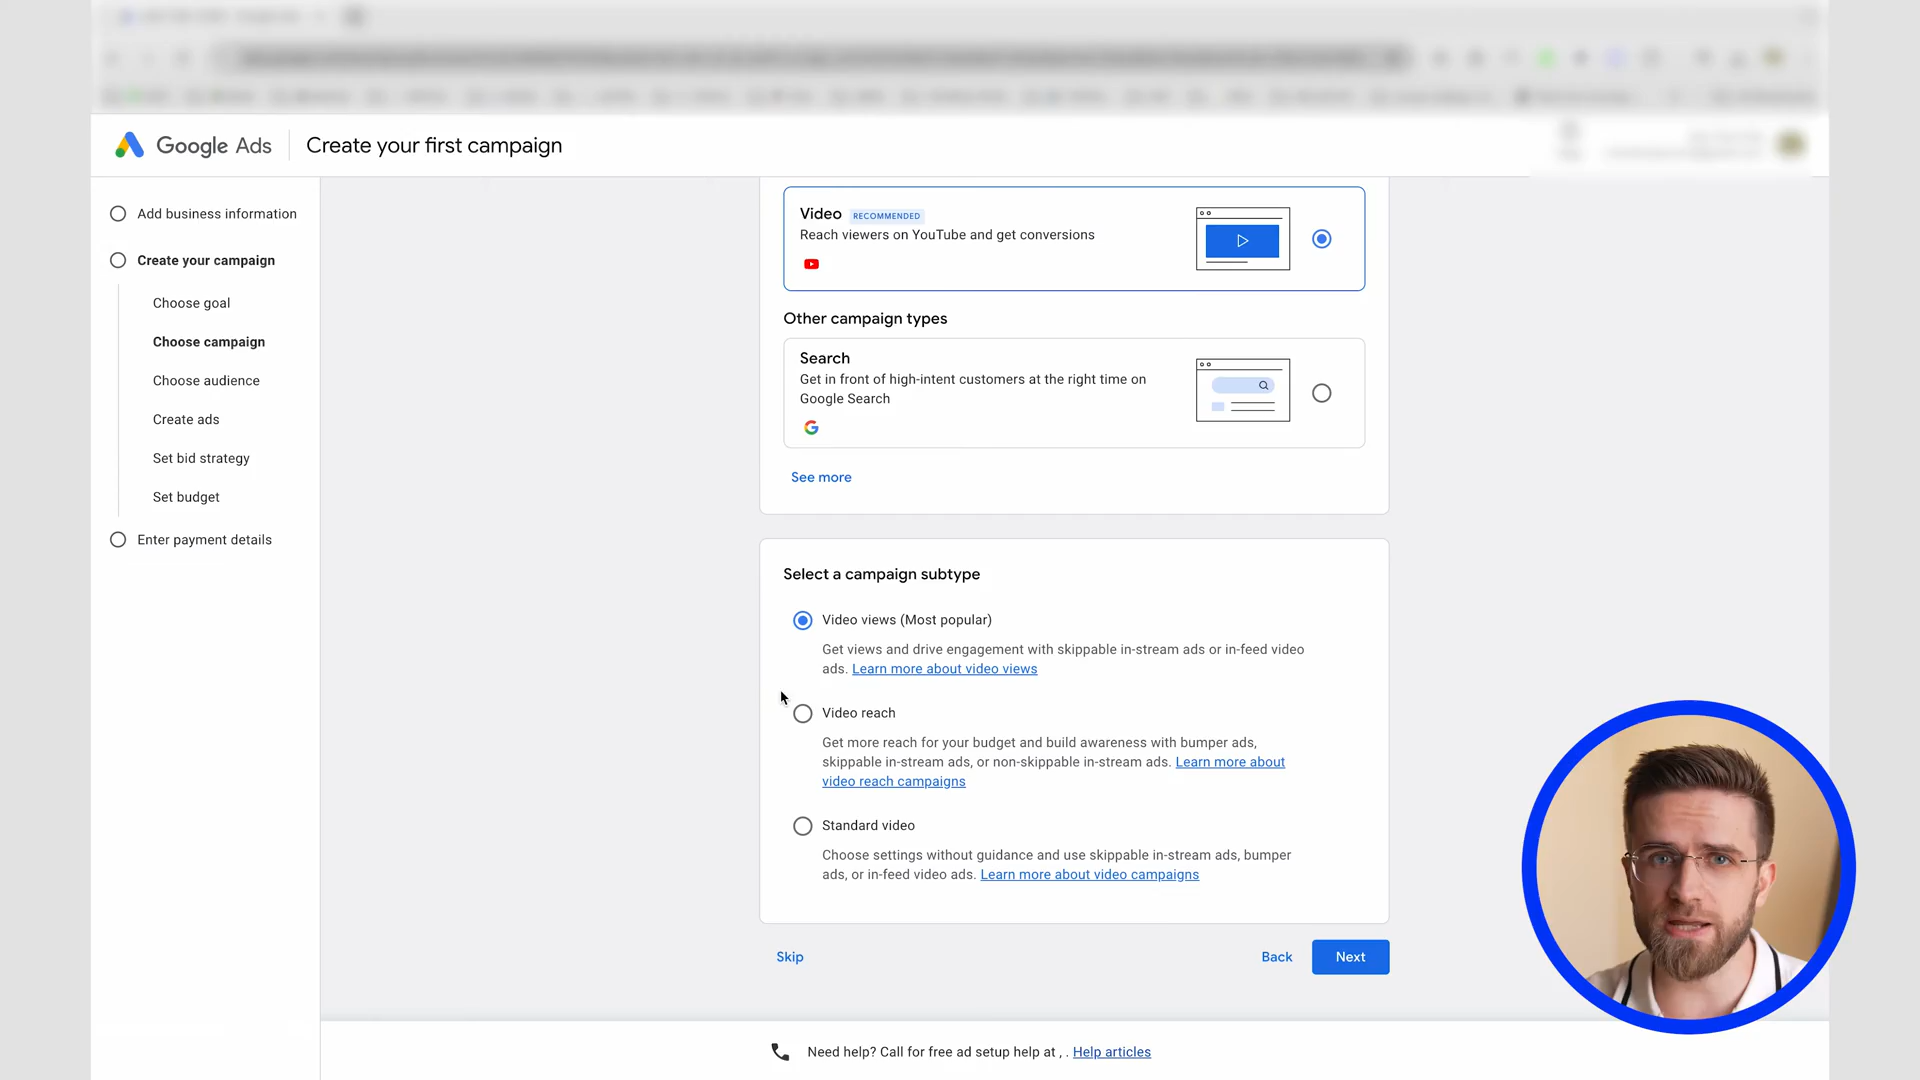 Google Ads
Create your first campaign
Add business information
Create your campaign
Choose goal
Choose campaign
Choose audience
Create ads
Set bid strategy
Set budget
Enter payment details
Video RECOMMENDED
Reach viewers on YouTube and get conversions
Other campaign types
Search
Get in front of high-intent customers at the right time on
Google Search
See more
Select a campaign subtype
Video views (Most popular)
Get views and drive engagement with skippable in-stream ads or in-feed video
ads. Learn more about video views
Video reach
Get more reach for your budget and build awareness with bumper ads,
skippable in-stream ads, or non-skippable in-stream ads. Learn more about
video reach campaigns
Standard video
Choose settings without guidance and use skippable in-stream ads, bumper
ads, or in-feed video ads. Learn more about video campaigns
Skip
Back
Next
Need help? Call for free ad setup help at , . Help articles